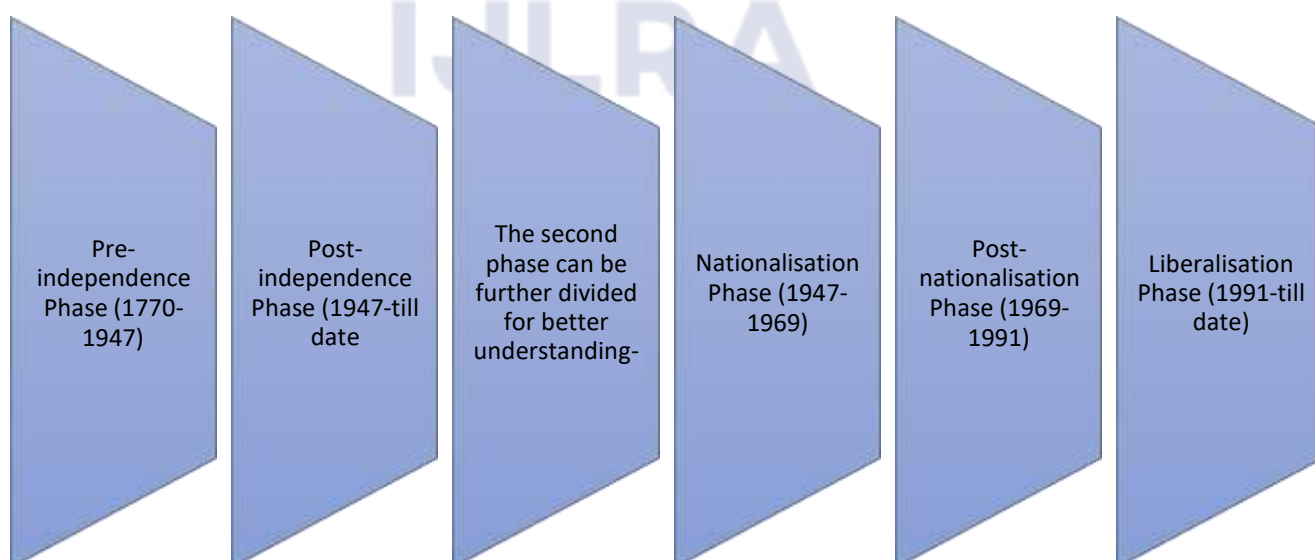 IJLRA
Pre-
independence
Phase (1770-
1947)
Post-
independence
Phase (1947-till
date
The second
phase can be
further divided
for better
understanding-
Nationalisation
Phase (1947-
1969)
Post-
nationalisation
Phase (1969-
1991)
Liberalisation
Phase (1991-till
date)